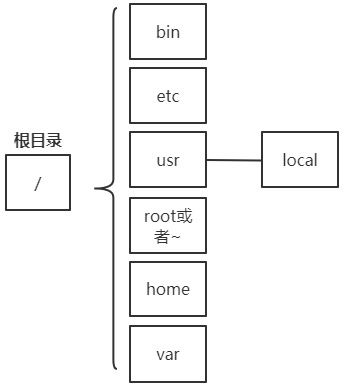 根目录
/
bin
etc
usr
local
root或
者~
home
var